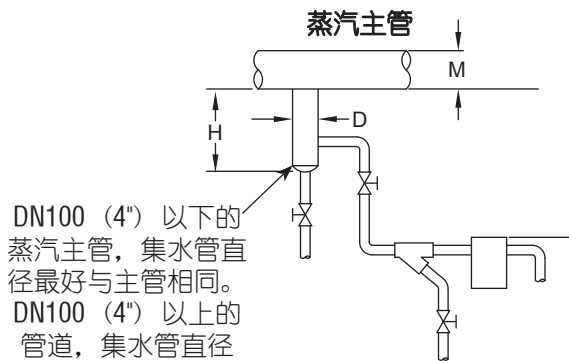 蒸汽主管
M
H
D
DN100 (4") 以下的
蒸汽主管，集水管直
径最好与主管相同。
DN100 (4") 以上的
管道，集水管直径